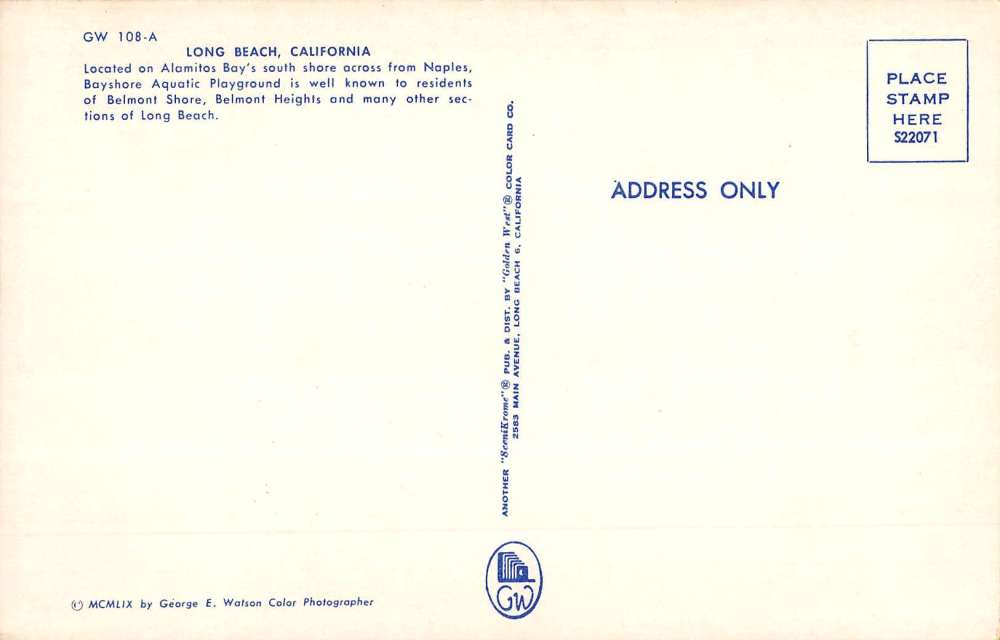 GW 108-A
LONG BEACH, CALIFORNIA
Located on Alamitos Bay's south shore across from Naples,
Bayshore Aquatic Playground is well known to residents
of Belmont Shore, Belmont Heights and many other sec-
tions of Long Beach.
ANOTHER "SceniKrome"® PUB. & DIST. BY "Golden West"® COLOR CARD CO.
2583 MAIN AVENUE, LONG BEACH 6, CALIFORNIA
PLACE
STAMP
HERE
S22071
ADDRESS ONLY
GW
© MCMLIX by George E. Watson Color Photographer